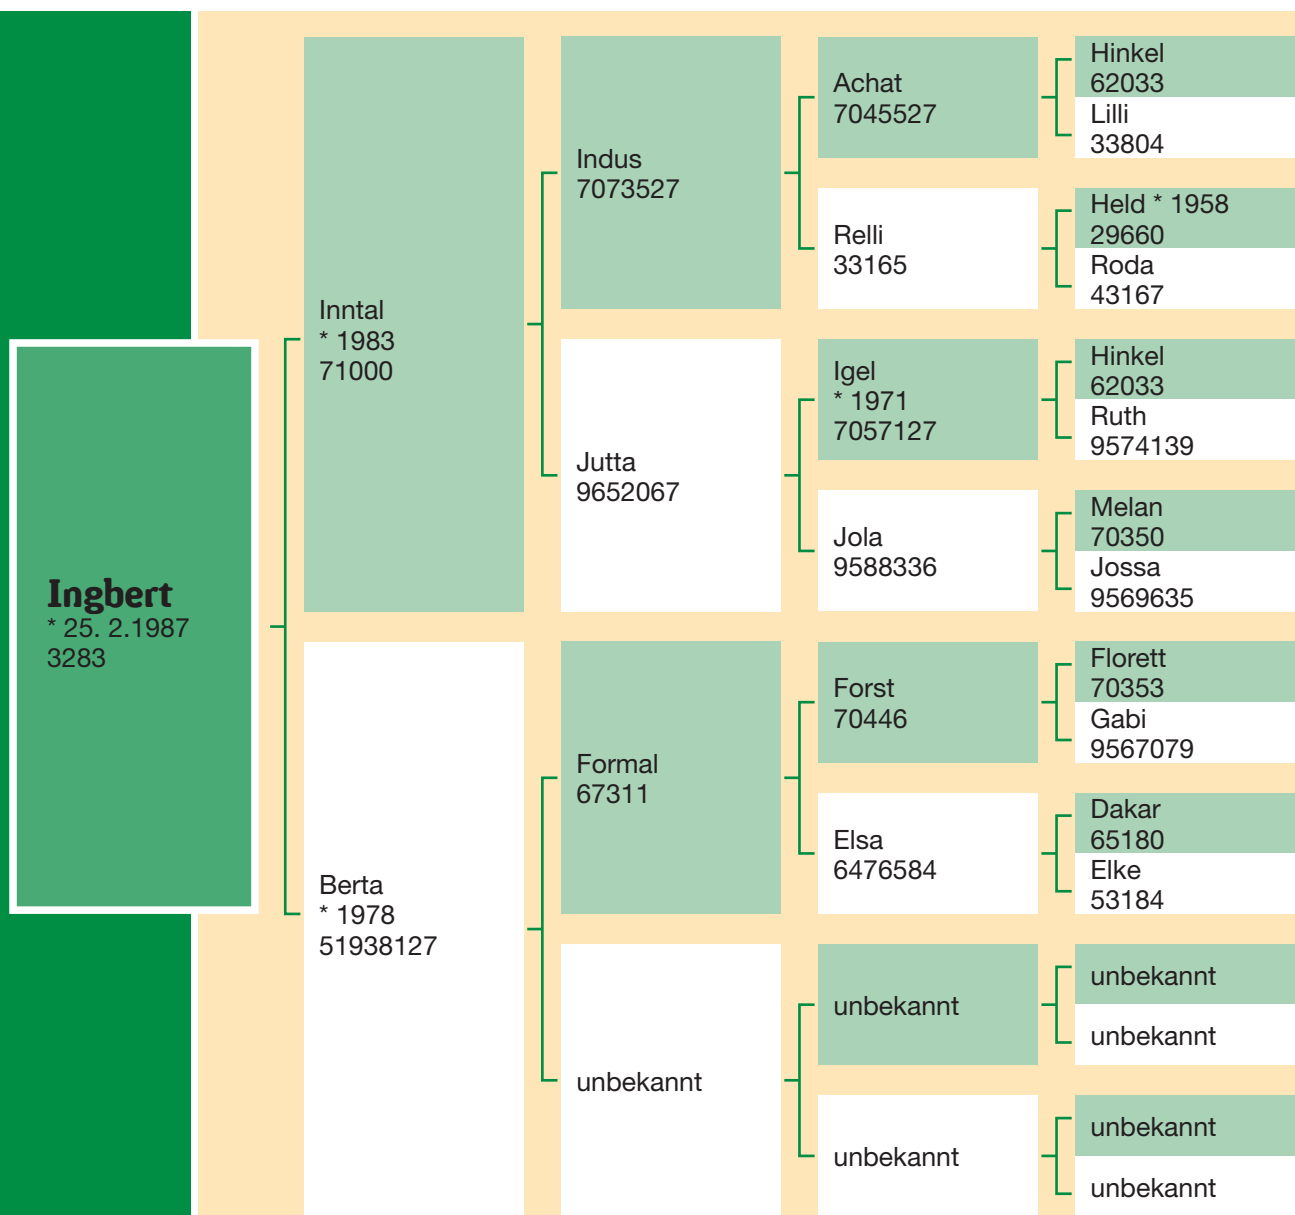 Ingbert
* 25. 2.1987
3283
Inntal
* 1983
71000
Berta
* 1978
51938127
Indus
7073527
Jutta
9652067
Formal
67311
unbekannt
Achat
7045527
Relli
33165
Igel
* 1971
7057127
Jola
9588336
Forst
70446
Elsa
6476584
unbekannt
unbekannt
Hinkel
62033
Lilli
33804
Held * 1958
29660
Roda
43167
Hinkel
62033
Ruth
9574139
Melan
70350
Jossa
9569635
Florett
70353
Gabi
9567079
Dakar
65180
Elke
53184
unbekannt
unbekannt
unbekannt
unbekannt